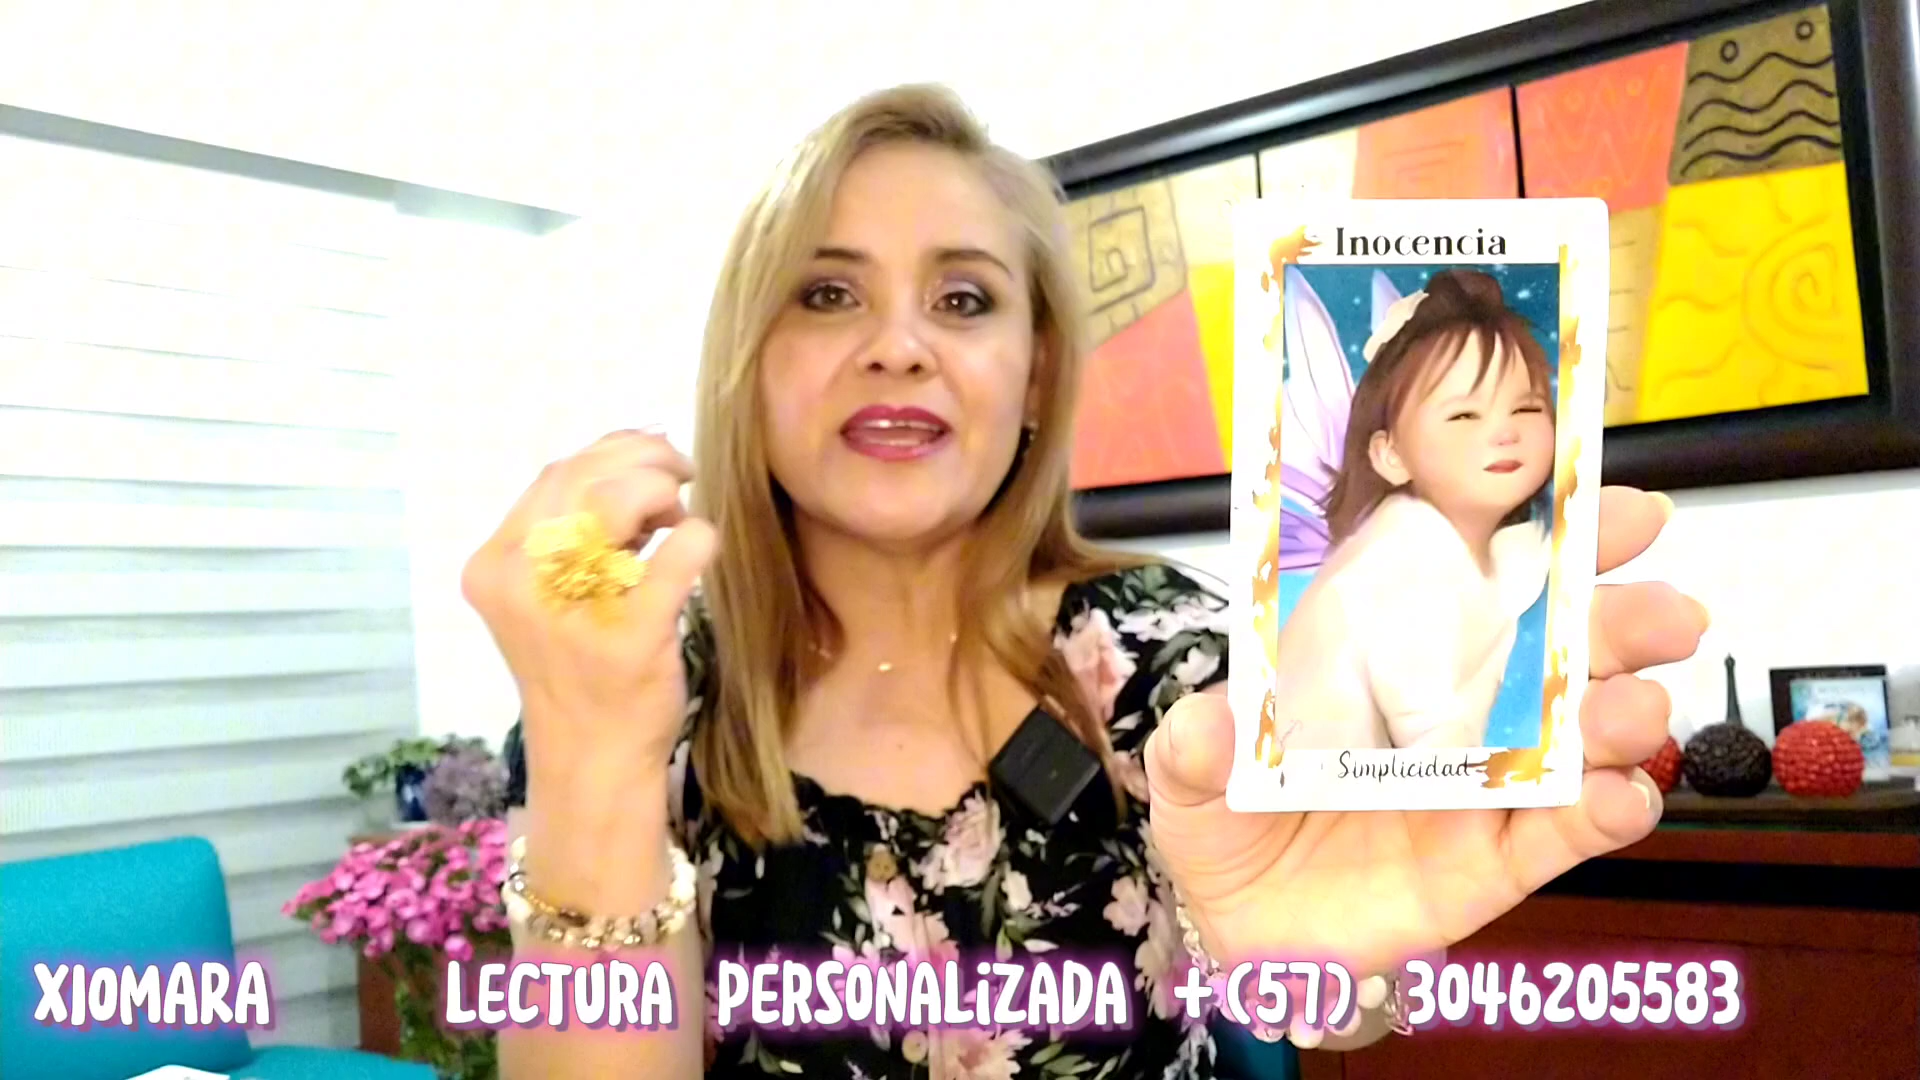 Inocencia
Simplicidad
XIOMARA LECTURA PERSONALiZADA +(57) 3046205583